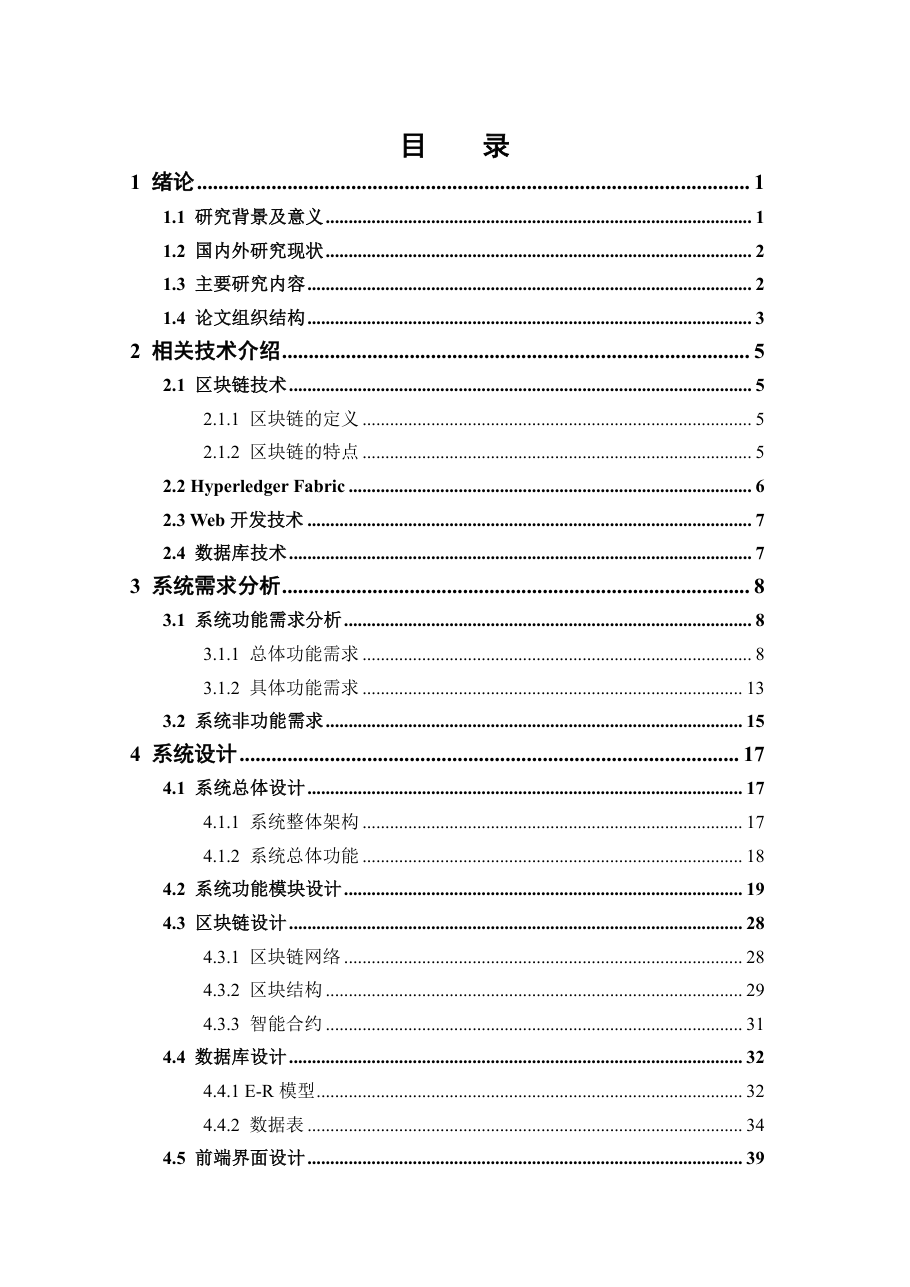 目 录
1 绪论 1
1.1 研究背景及意义 1
1.2 国内外研究现状 2
1.3 主要研究内容 2
1.4 论文组织结构 3
2 相关技术介绍 5
2.1 区块链技术 5
2.1.1 区块链的定义 5
2.1.2 区块链的特点 5
2.2 Hyperledger Fabric 6
2.3 Web 开发技术 7
2.4 数据库技术 7
3 系统需求分析 8
3.1 系统功能需求分析 8
3.1.1 总体功能需求 8
3.1.2 具体功能需求 13
3.2 系统非功能需求 15
4 系统设计 17
4.1 系统总体设计 17
4.1.1 系统整体架构 17
4.1.2 系统总体功能 18
4.2 系统功能模块设计 19
4.3 区块链设计 28
4.3.1 区块链网络 28
4.3.2 区块结构 29
4.3.3 智能合约 31
4.4 数据库设计 32
4.4.1 E-R 模型 32
4.4.2 数据表 34
4.5 前端界面设计 39